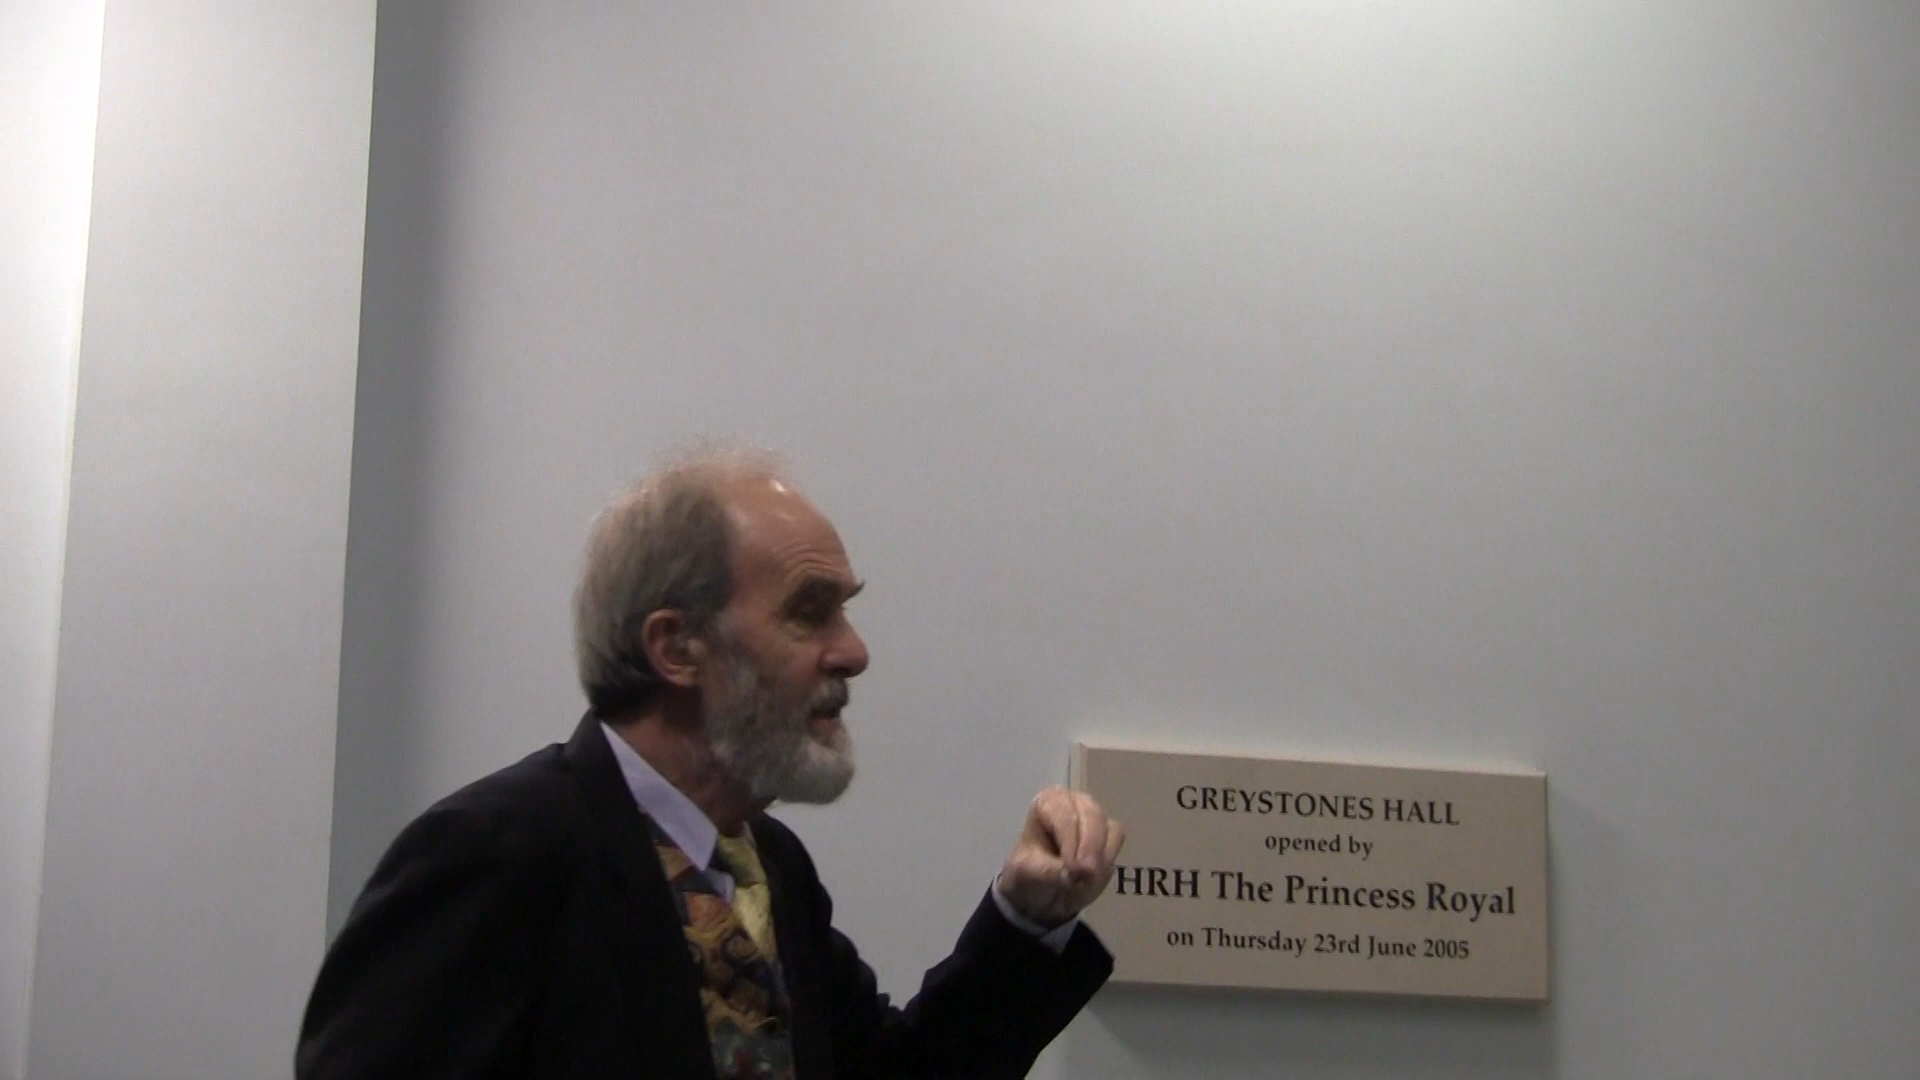 GREYSTONES HALL
opened by
HRH The Princess Royal
on Thursday 23rd June 2005